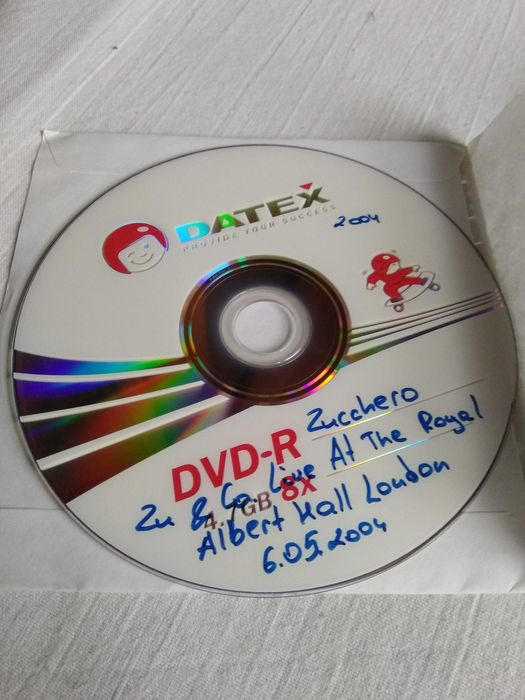 DATEX
PROVIDE YOUR SUCCESS
2004
Zucchero
DVD-R
Zu & Co. Live At The Royal
4.7GB 8X
Albert Hall London
6.05.2004